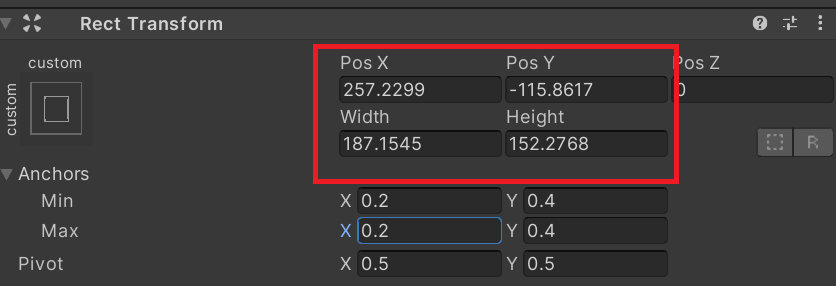 Rect Transform
custom
custom
Pos X Pos Y Pos Z
257.2299 -115.8617 0
Width Height
187.1545 152.2768
R
Anchors
Min X 0.2 Y 0.4
Max X 0.2 Y 0.4
Pivot X 0.5 Y 0.5